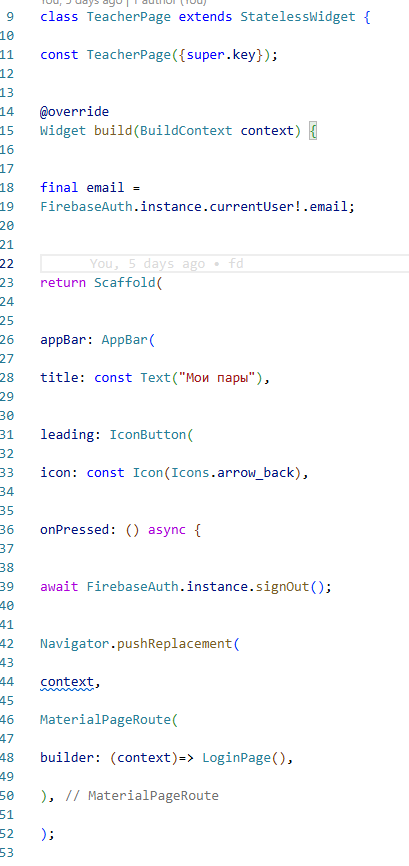 You, 5 days ago | 1 author (You)
9 class TeacherPage extends StatelessWidget {
10
11 const TeacherPage({super.key});
12
13
14 @override
15 Widget build(BuildContext context) {
16
17
18 final email =
19 FirebaseAuth.instance.currentUser!.email;
20
21
22 You, 5 days ago • fd
23 return Scaffold(
24
25
26 appBar: AppBar(
27
28 title: const Text("Мои пары"),
29
30
31 leading: IconButton(
32
33 icon: const Icon(Icons.arrow_back),
34
35
36 onPressed: () async {
37
38
39 await FirebaseAuth.instance.signOut();
40
41
42 Navigator.pushReplacement(
43
44 context,
45
46 MaterialPageRoute(
47
48 builder: (context)=> LoginPage(),
49
50 ), // MaterialPageRoute
51
52 );
53